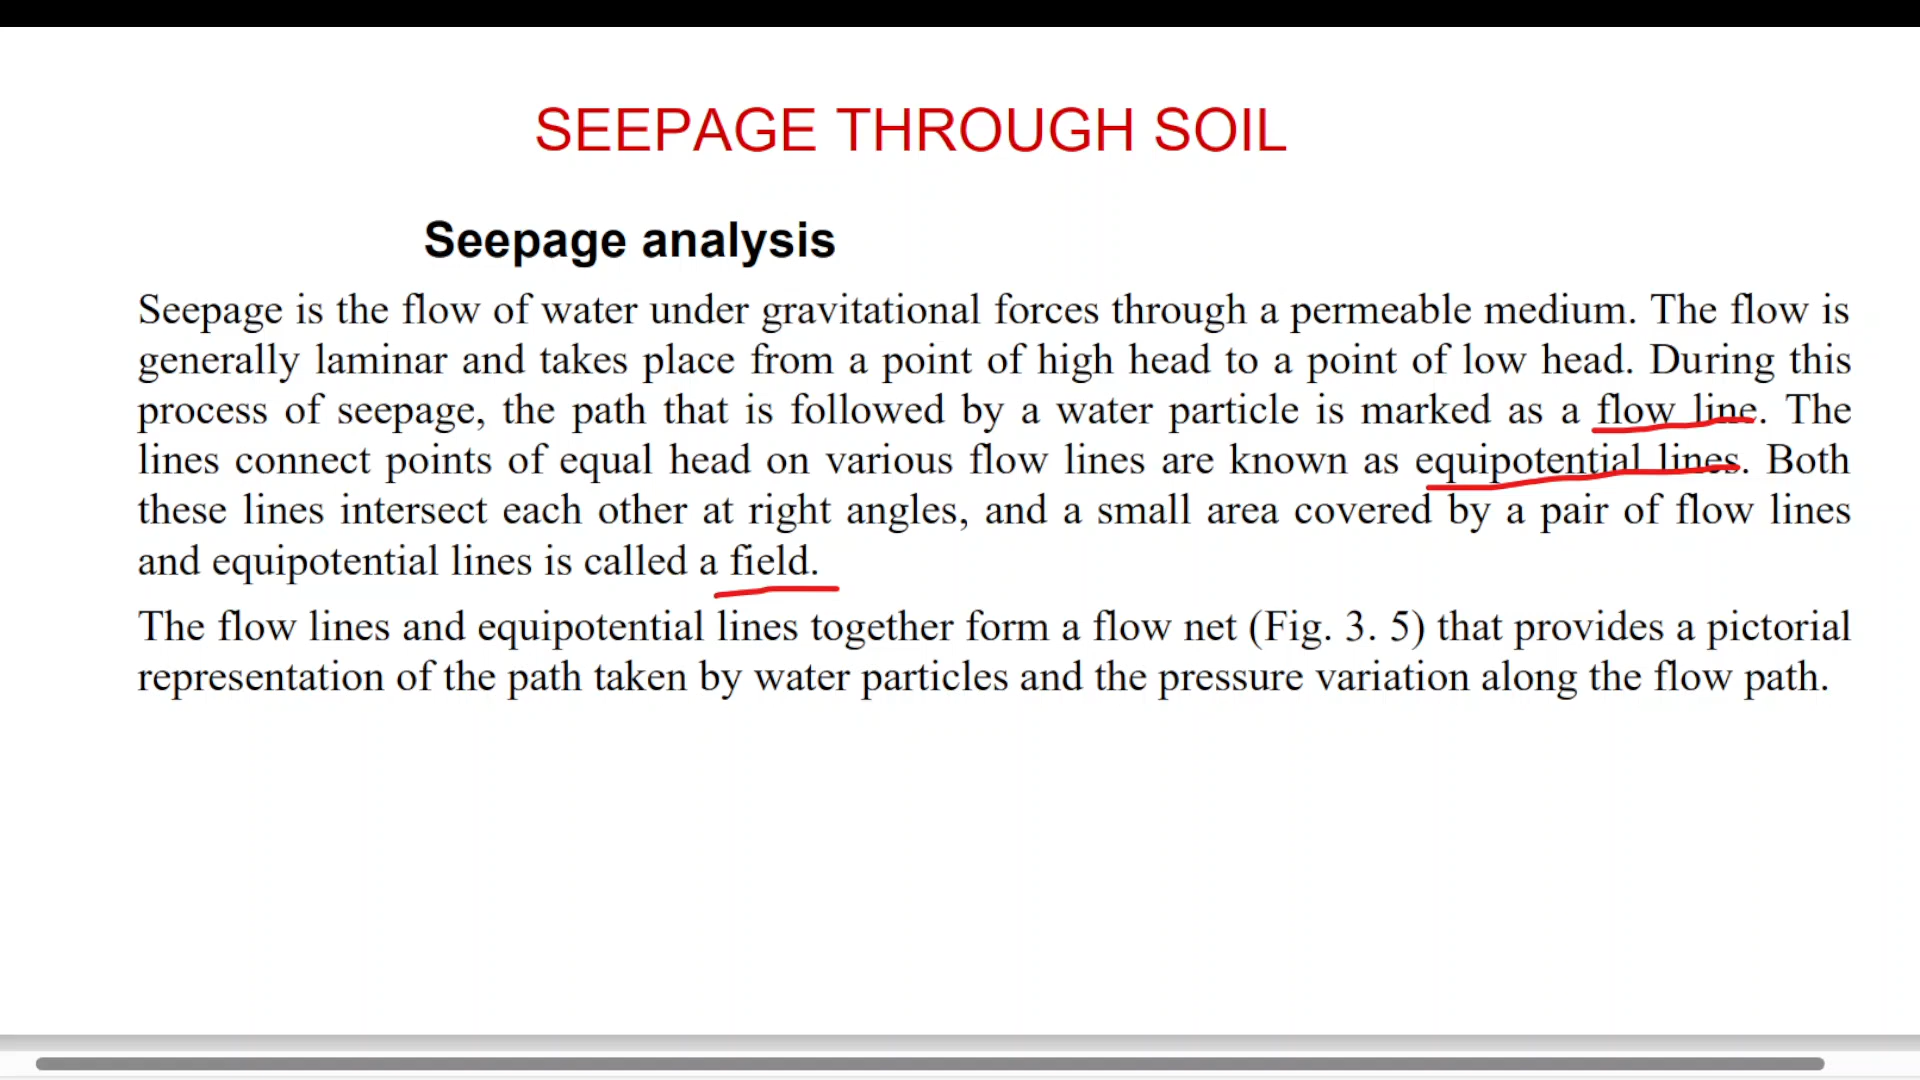 SEEPAGE THROUGH SOIL
Seepage analysis
Seepage is the flow of water under gravitational forces through a permeable medium. The flow is
generally laminar and takes place from a point of high head to a point of low head. During this
process of seepage, the path that is followed by a water particle is marked as a flow line. The
lines connect points of equal head on various flow lines are known as equipotential lines. Both
these lines intersect each other at right angles, and a small area covered by a pair of flow lines
and equipotential lines is called a field.
The flow lines and equipotential lines together form a flow net (Fig. 3. 5) that provides a pictorial
representation of the path taken by water particles and the pressure variation along the flow path.